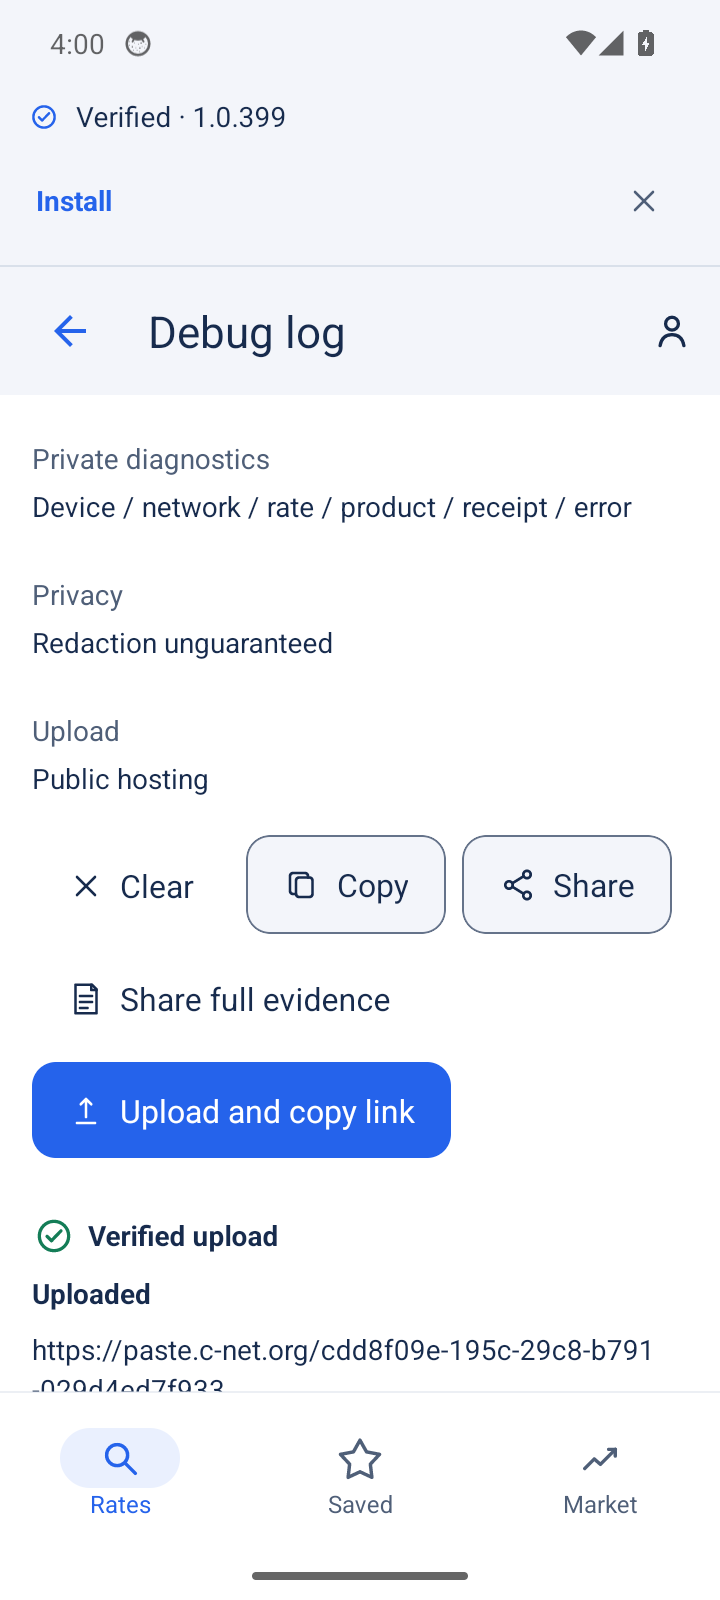 4:00
Verified · 1.0.399
Install
Debug log
Private diagnostics
Device / network / rate / product / receipt / error
Privacy
Redaction unguaranteed
Upload
Public hosting
Clear
Copy
Share
Share full evidence
Upload and copy link
Verified upload
Uploaded
https://paste.c-net.org/cdd8f09e-195c-29c8-b791
-029d4ed7f933
Rates
Saved
Market